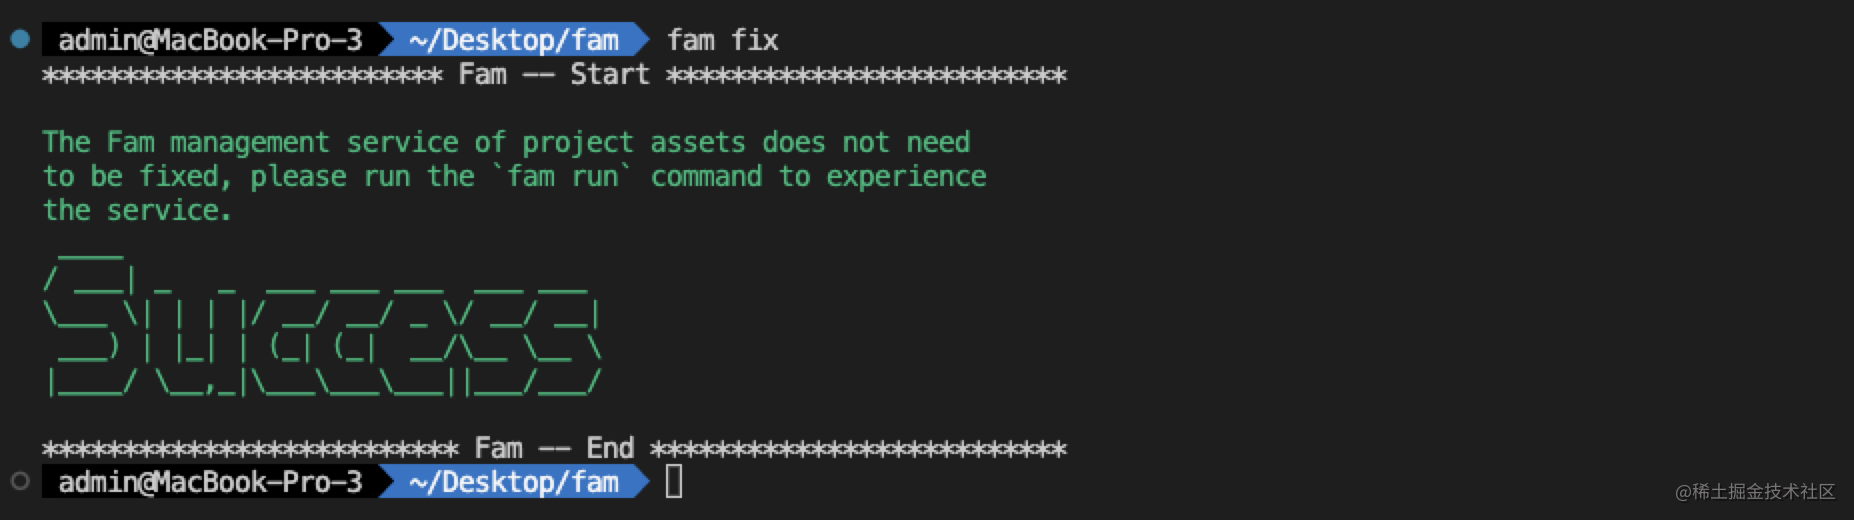 admin@MacBook-Pro-3 ~/Desktop/fam fam fix
************************* Fam -- Start *************************
The Fam management service of project assets does not need
to be fixed, please run the `fam run` command to experience
the service.
Success
************************** Fam -- End **************************
admin@MacBook-Pro-3 ~/Desktop/fam
@稀土掘金技术社区